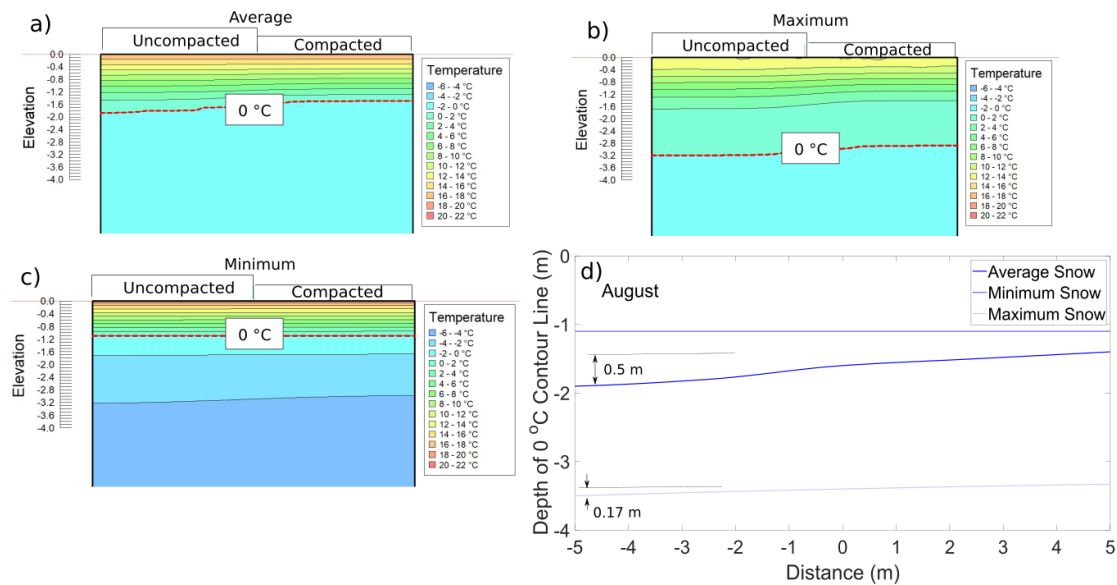 a)
Average
Uncompacted
Compacted
Elevation
0.0
-0.4
-0.8
-1.2
-1.6
-2.0
-2.4
-2.8
-3.2
-3.6
-4.0
0 °C
Temperature
-6 - -4 °C
-4 - -2 °C
-2 - 0 °C
0 - 2 °C
2 - 4 °C
4 - 6 °C
6 - 8 °C
8 - 10 °C
10 - 12 °C
12 - 14 °C
14 - 16 °C
16 - 18 °C
18 - 20 °C
20 - 22 °C
b)
Maximum
Uncompacted
Compacted
Elevation
0.0
-0.4
-0.8
-1.2
-1.6
-2.0
-2.4
-2.8
-3.2
-3.6
-4.0
0 °C
Temperature
-6 - -4 °C
-4 - -2 °C
-2 - 0 °C
0 - 2 °C
2 - 4 °C
4 - 6 °C
6 - 8 °C
8 - 10 °C
10 - 12 °C
12 - 14 °C
14 - 16 °C
16 - 18 °C
18 - 20 °C
20 - 22 °C
c)
Minimum
Uncompacted
Compacted
Elevation
0.0
-0.4
-0.8
-1.2
-1.6
-2.0
-2.4
-2.8
-3.2
-3.6
-4.0
0 °C
Temperature
-6 - -4 °C
-4 - -2 °C
-2 - 0 °C
0 - 2 °C
2 - 4 °C
4 - 6 °C
6 - 8 °C
8 - 10 °C
10 - 12 °C
12 - 14 °C
14 - 16 °C
16 - 18 °C
18 - 20 °C
20 - 22 °C
d)
August
Average Snow
Minimum Snow
Maximum Snow
Depth of 0 °C Contour Line (m)
0
-1
-2
-3
-4
0.5 m
0.17 m
-5 -4 -3 -2 -1 0 1 2 3 4 5
Distance (m)